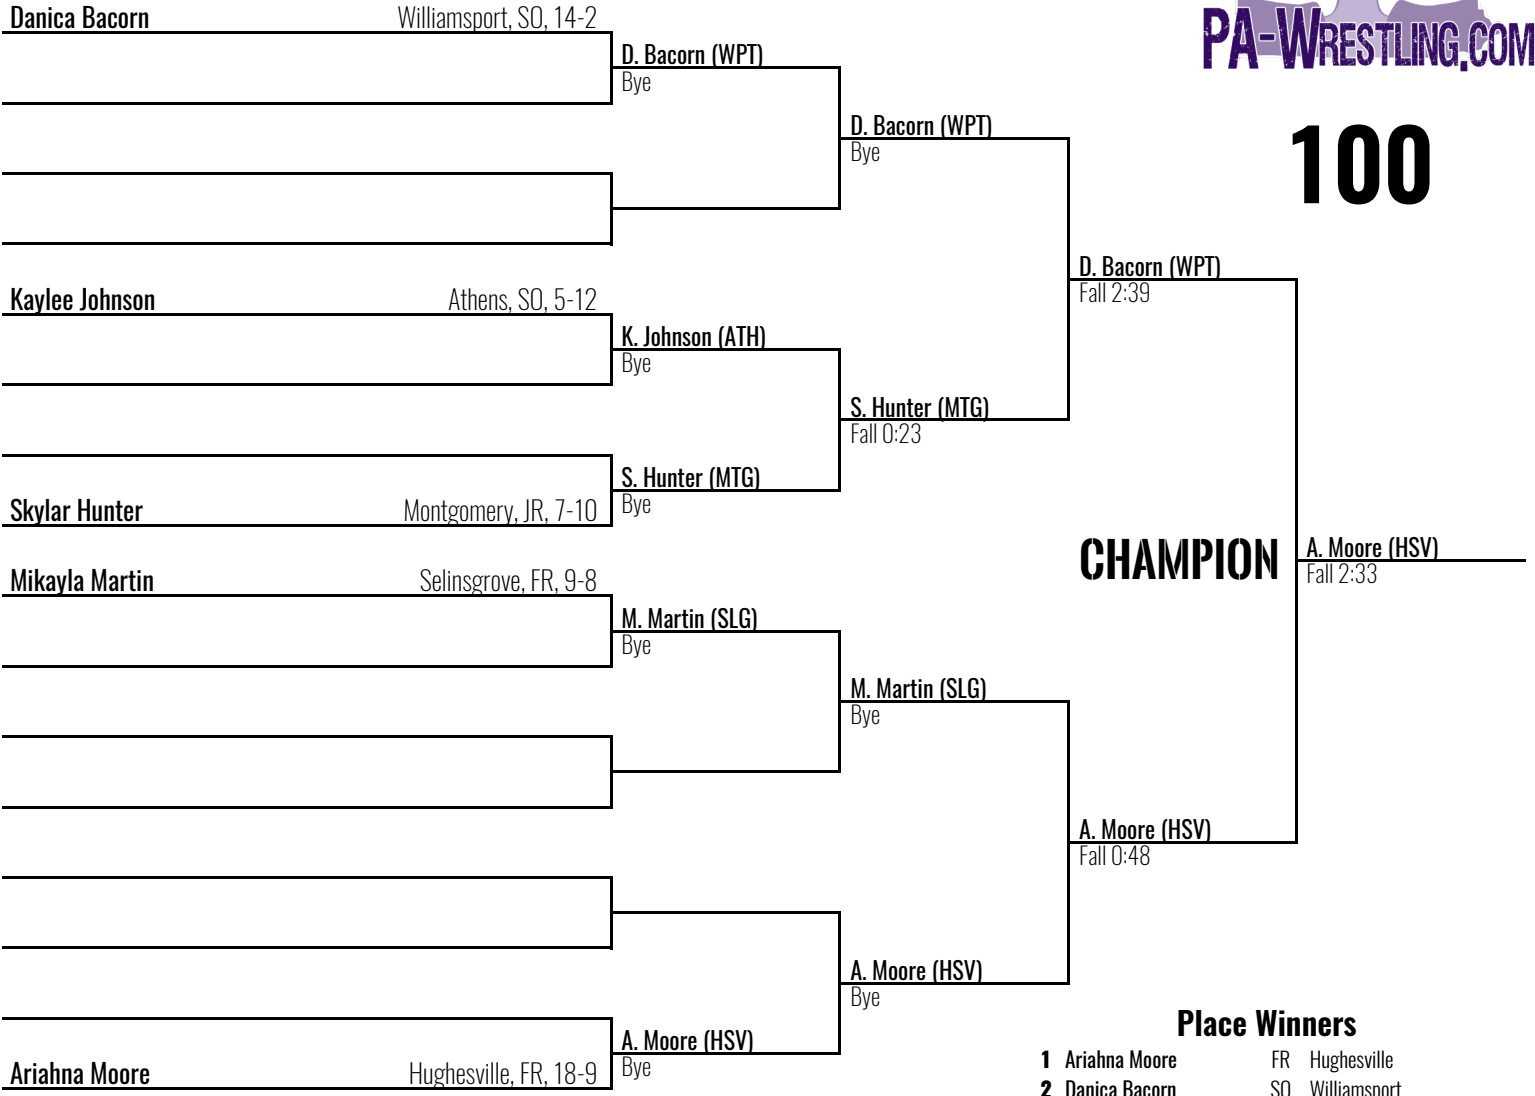 Danica Bacorn Williamsport, SO, 14-2
PA-WRESTLING.COM
D. Bacorn (WPT)
Bye
D. Bacorn (WPT)
Bye
100
D. Bacorn (WPT)
Fall 2:39
Kaylee Johnson Athens, SO, 5-12
K. Johnson (ATH)
Bye
S. Hunter (MTG)
Fall 0:23
S. Hunter (MTG)
Bye
Skylar Hunter Montgomery, JR, 7-10
CHAMPION
A. Moore (HSV)
Fall 2:33
Mikayla Martin Selinsgrove, FR, 9-8
M. Martin (SLG)
Bye
M. Martin (SLG)
Bye
A. Moore (HSV)
Fall 0:48
A. Moore (HSV)
Bye
A. Moore (HSV)
Bye
Ariahna Moore Hughesville, FR, 18-9
Place Winners
1 Ariahna Moore FR Hughesville
2 Danica Bacorn SO Williamsport